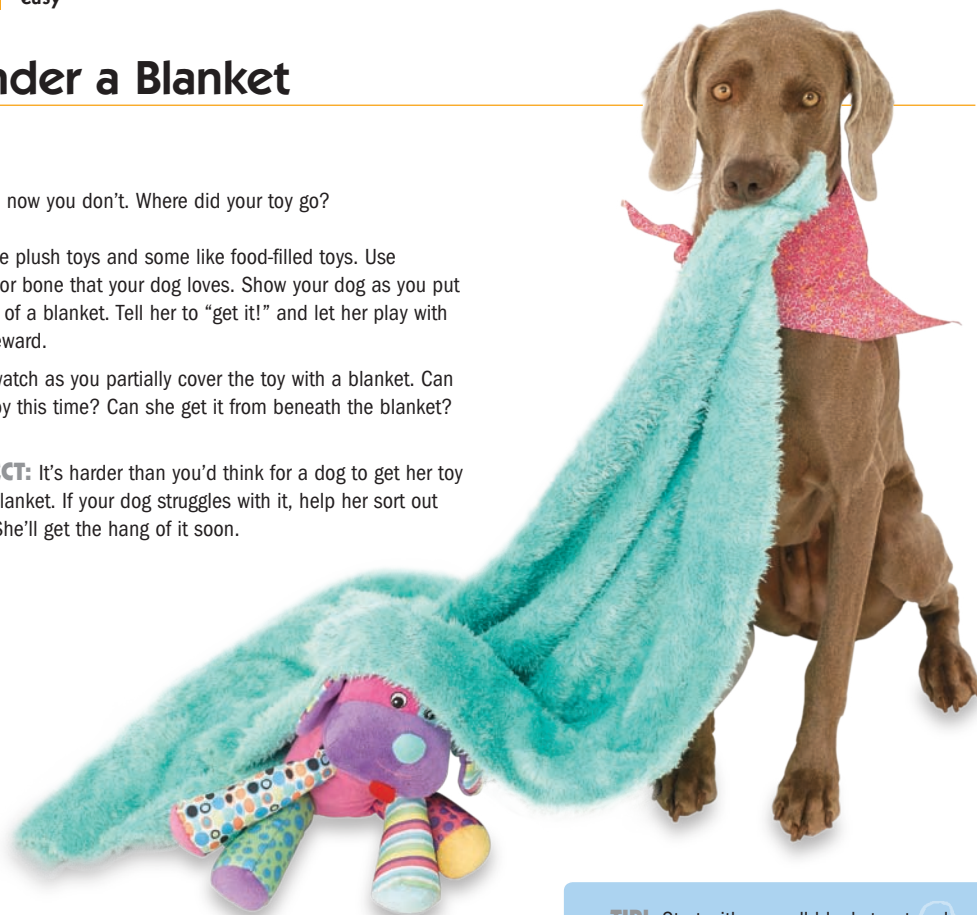 easy
nder a Blanket
now you don't. Where did your toy go?
e plush toys and some like food-filled toys. Use
or bone that your dog loves. Show your dog as you put
of a blanket. Tell her to “get it!” and let her play with
eward.
watch as you partially cover the toy with a blanket. Can
oy this time? Can she get it from beneath the blanket?
CT: It's harder than you'd think for a dog to get her toy
lanket. If your dog struggles with it, help her sort out
She'll get the hang of it soon.
TIP!